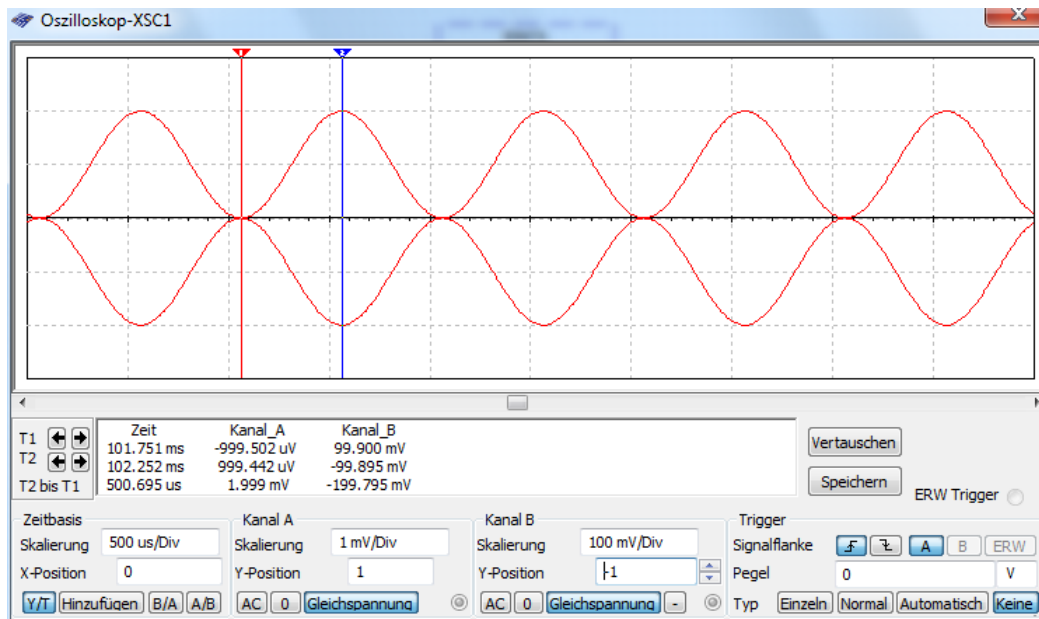 Oszilloskop-XSC1
1 2
Zeit Kanal_A Kanal_B
T1 101.751 ms -999.502 uV 99.900 mV
T2 102.252 ms 999.442 uV -99.895 mV
T2 bis T1 500.695 us 1.999 mV -199.795 mV
Vertauschen
Speichern
ERW Trigger
Zeitbasis Kanal A Kanal B Trigger
Skalierung 500 us/Div Skalierung 1 mV/Div Skalierung 100 mV/Div Signalflanke A B ERW
X-Position 0 Y-Position 1 Y-Position -1 Pegel 0 V
Y/T Hinzufügen B/A A/B AC 0 Gleichspannung AC 0 Gleichspannung - Typ Einzeln Normal Automatisch Keine